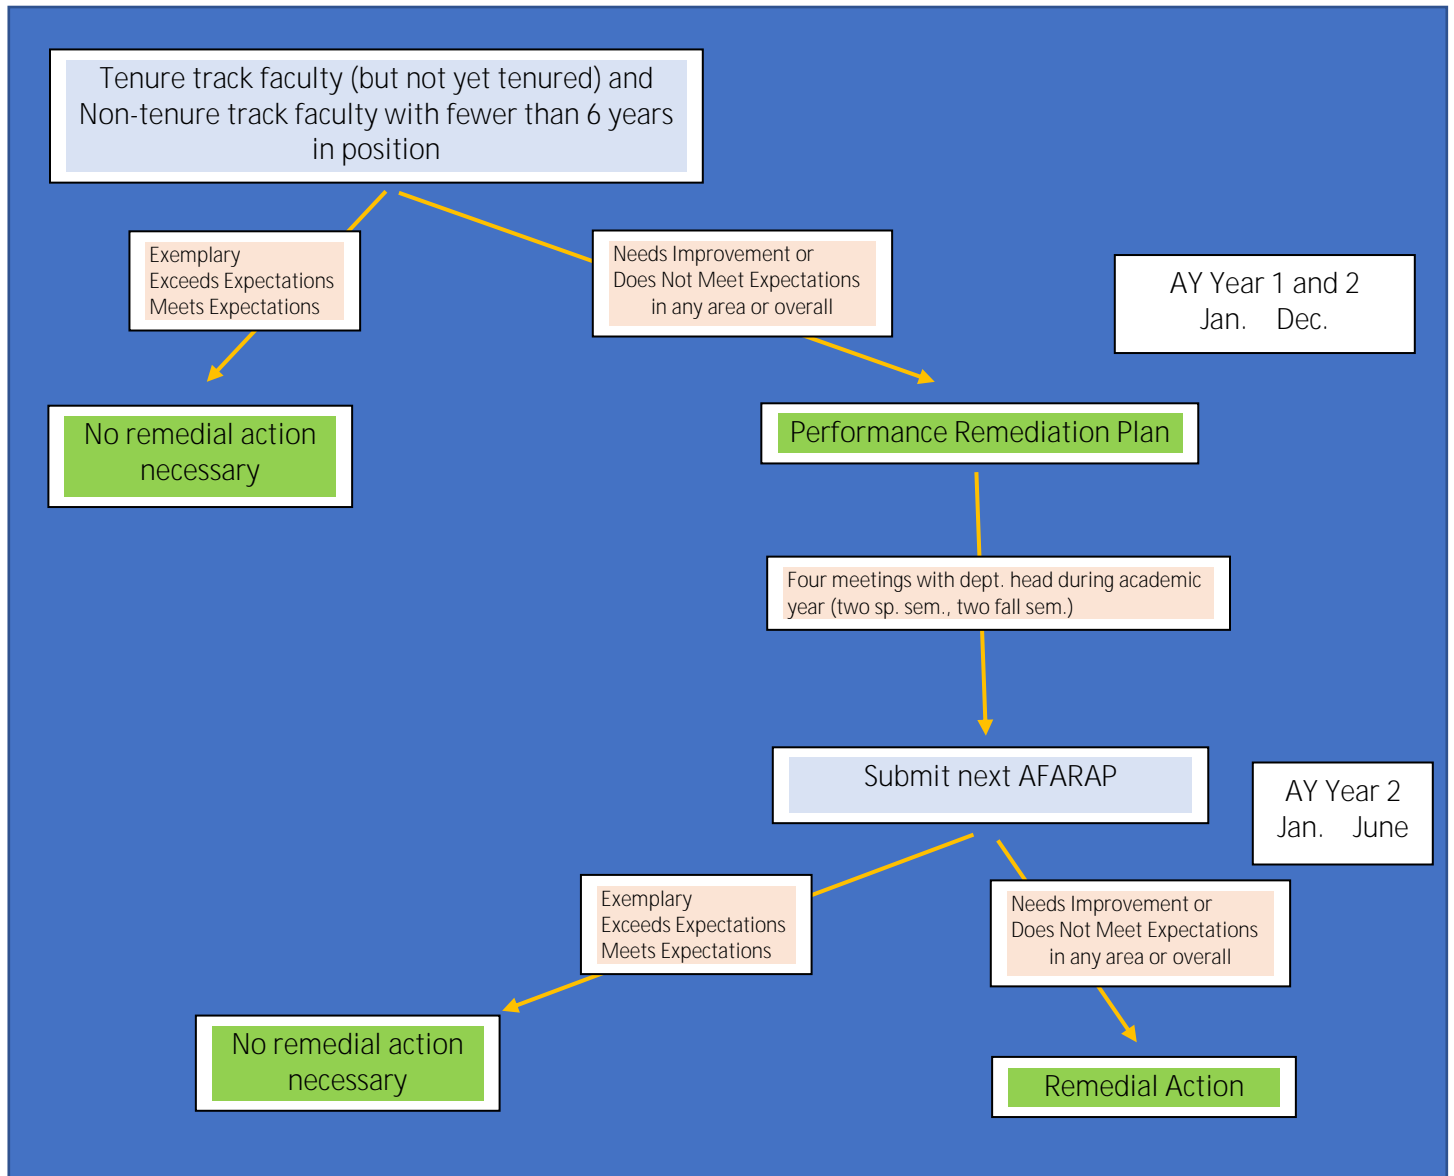 Tenure track faculty (but not yet tenured) and
Non-tenure track faculty with fewer than 6 years
in position
Exemplary
Exceeds Expectations
Meets Expectations
Needs Improvement or
Does Not Meet Expectations
in any area or overall
AY Year 1 and 2
Jan. Dec.
No remedial action
necessary
Performance Remediation Plan
Four meetings with dept. head during academic
year (two sp. sem., two fall sem.)
Submit next AFARAP
AY Year 2
Jan. June
Exemplary
Exceeds Expectations
Meets Expectations
Needs Improvement or
Does Not Meet Expectations
in any area or overall
No remedial action
necessary
Remedial Action